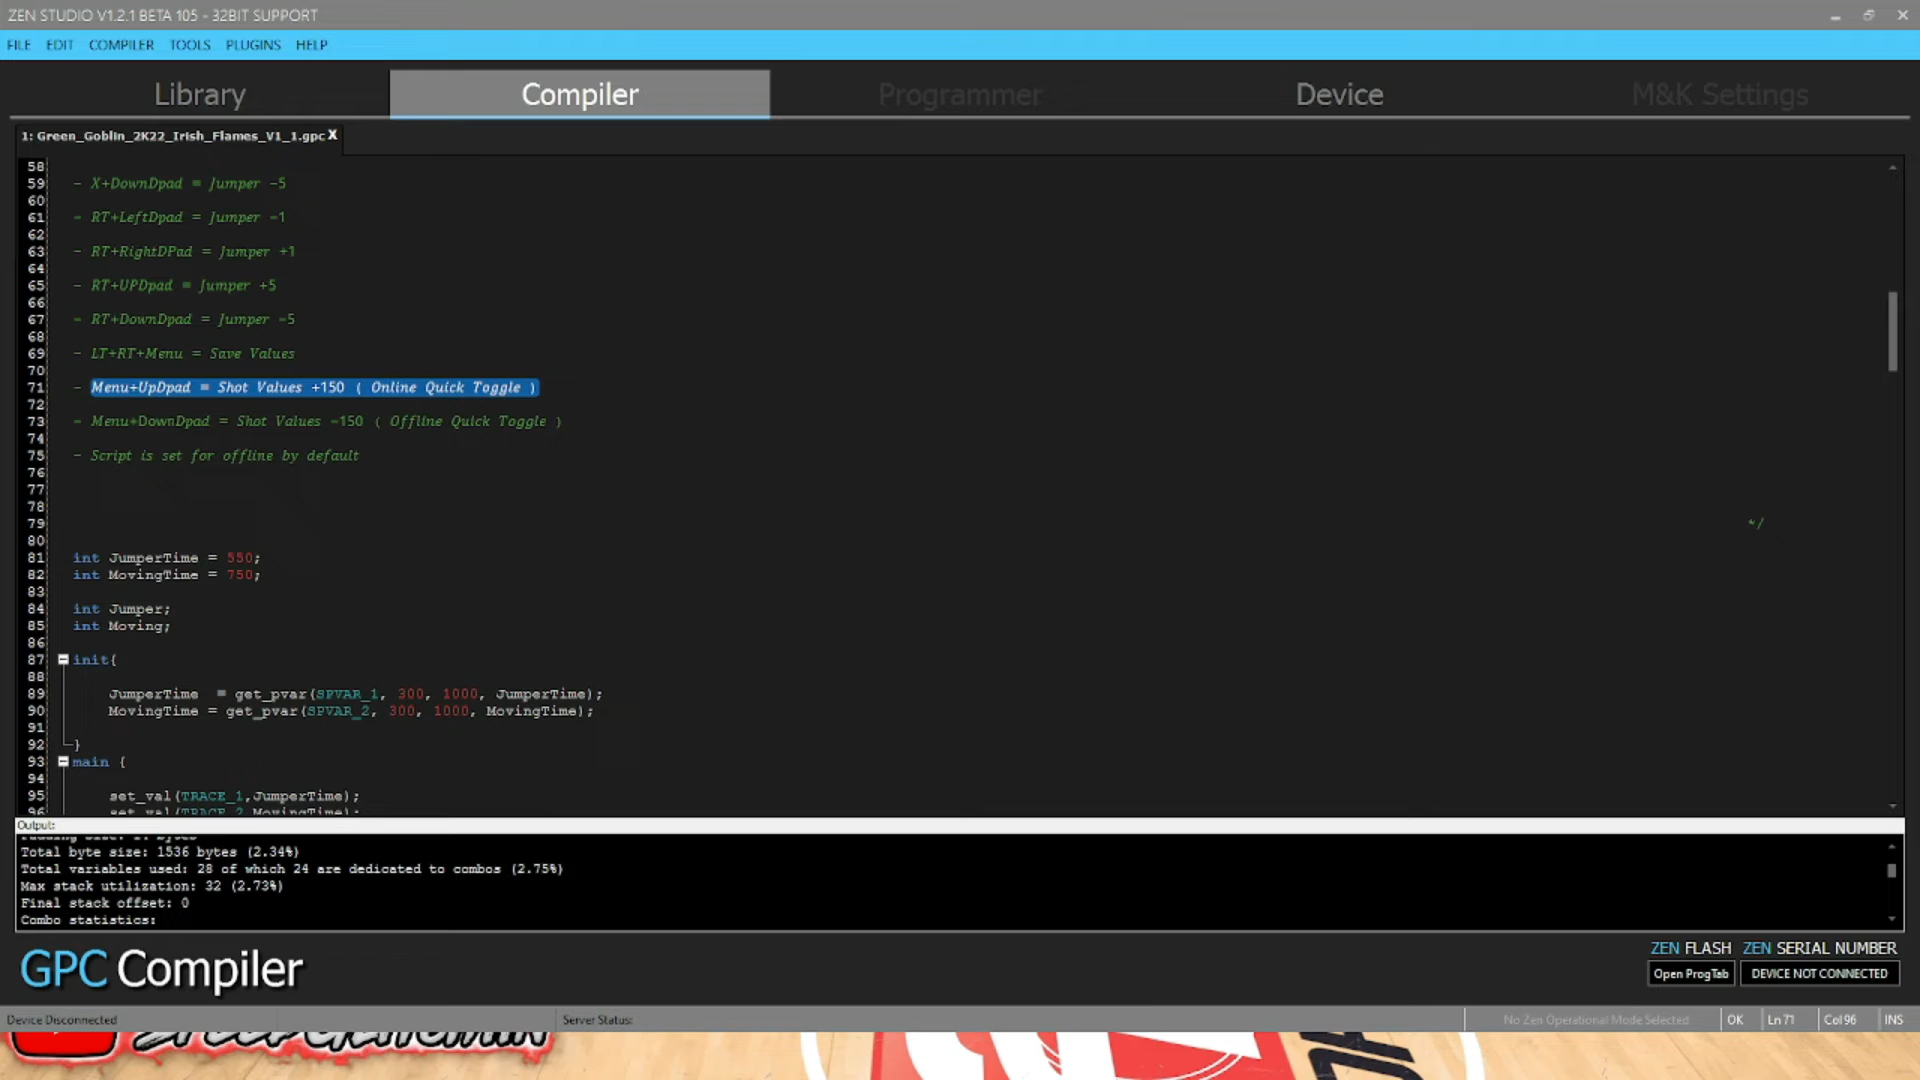 ZEN STUDIO V1.2.1 BETA 105 - 32BIT SUPPORT
FILE EDIT COMPILER TOOLS PLUGINS HELP
Library Compiler Programmer Device M&K Settings
1: Green_Goblin_2K22_Irish_Flames_V1_1.gpc X
58
59 - X+DownDpad = Jumper -5
60
61 - RT+LeftDpad = Jumper -1
62
63 - RT+RightDPad = Jumper +1
64
65 - RT+UPDpad = Jumper +5
66
67 - RT+DownDpad = Jumper -5
68
69 - LT+RT+Menu = Save Values
70
71 - Menu+UpDpad = Shot Values +150 ( Online Quick Toggle )
72
73 - Menu+DownDpad = Shot Values -150 ( Offline Quick Toggle )
74
75 - Script is set for offline by default
76
77
78
79 */
80
81 int JumperTime = 550;
82 int MovingTime = 750;
83
84 int Jumper;
85 int Moving;
86
87 init{
88
89 JumperTime = get_pvar(SPVAR_1, 300, 1000, JumperTime);
90 MovingTime = get_pvar(SPVAR_2, 300, 1000, MovingTime);
91
92 }
93 main {
94
95 set_val(TRACE_1,JumperTime);
96 set_val(TRACE_2,MovingTime);
Output:
Total byte size: 1536 bytes (2.34%)
Total variables used: 28 of which 24 are dedicated to combos (2.75%)
Max stack utilization: 32 (2.73%)
Final stack offset: 0
Combo statistics:
GPC Compiler
ZEN FLASH ZEN SERIAL NUMBER
Open ProgTab DEVICE NOT CONNECTED
Device Disconnected Server Status: No Zen Operational Mode Selected OK Ln 71 Col 96 INS